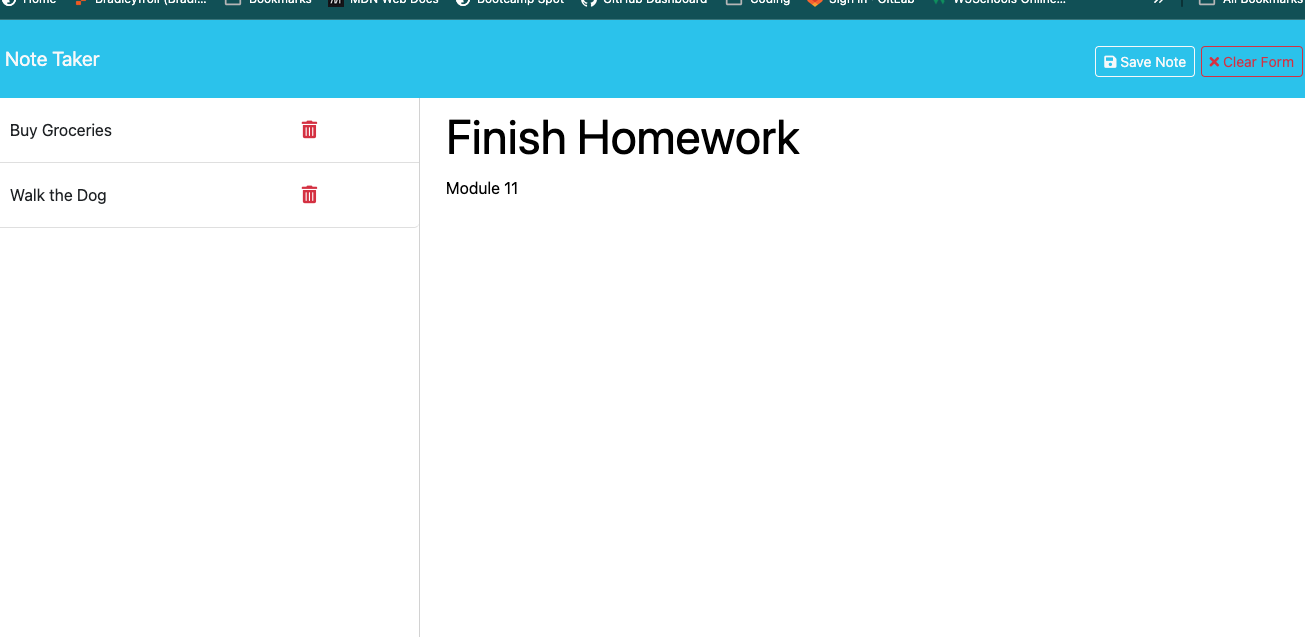 Home Bradleyfroll (Bradl... Bookmarks MDN Web Docs Bootcamp Spot GitHub Dashboard Coding Sign in · GitLab W3Schools Online... » All Bookmarks
Note Taker
Save Note Clear Form
Buy Groceries
Walk the Dog
Finish Homework
Module 11